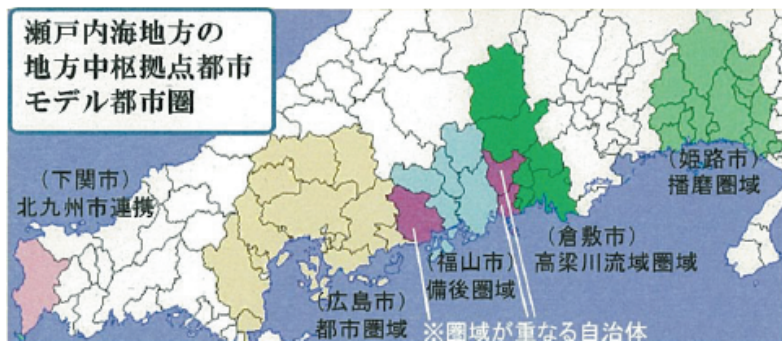 瀬戸内海地方の
地方中枢拠点都市
モデル都市圏
(下関市)
北九州市連携
(広島市)
都市圏域
(福山市)
備後圏域
(倉敷市)
高梁川流域圏域
(姫路市)
播磨圏域
※圏域が重なる自治体